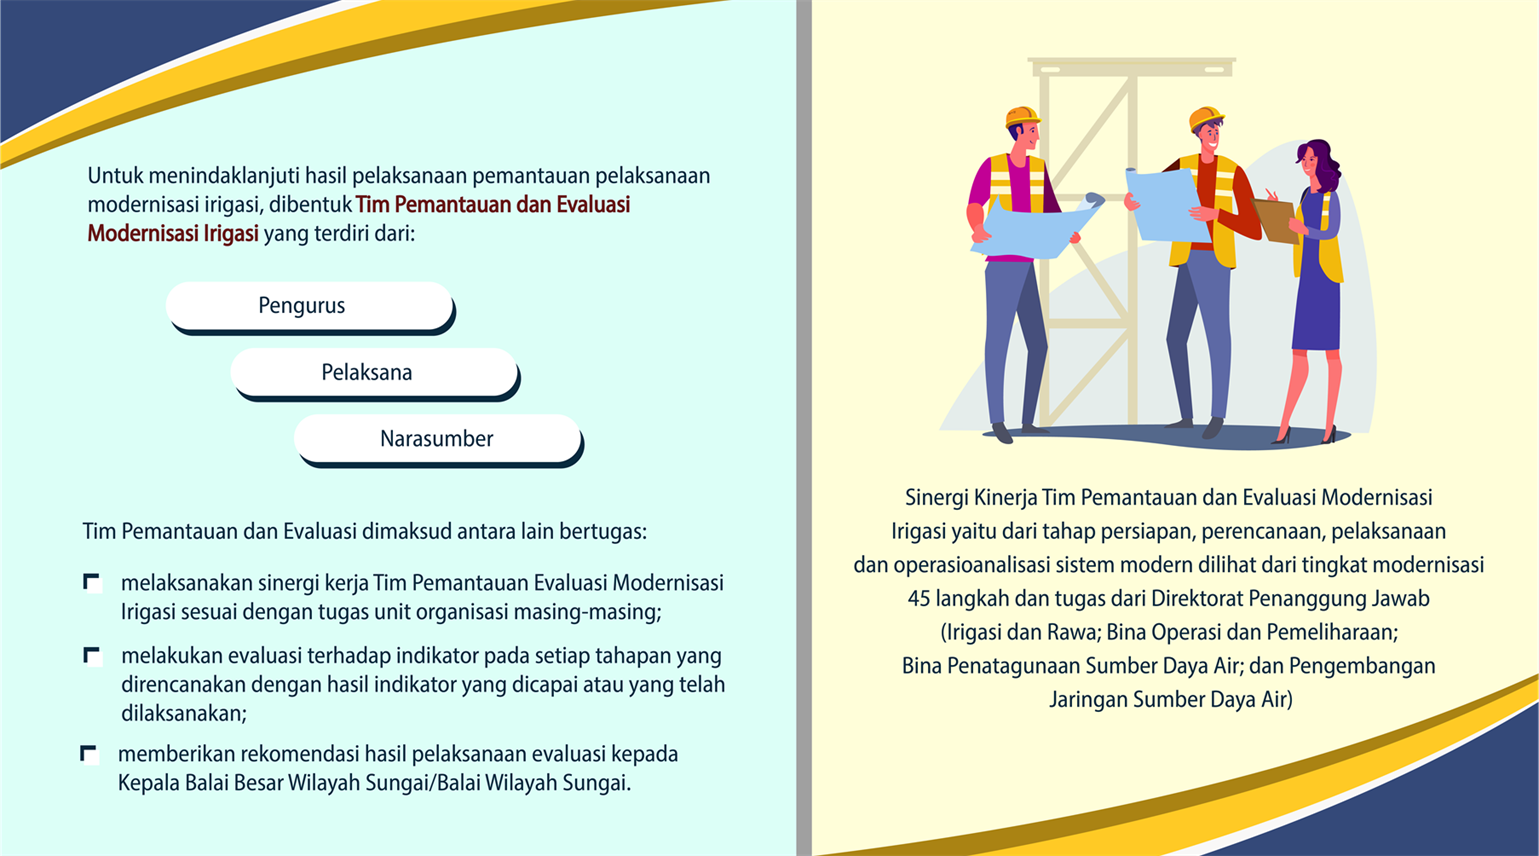 Untuk menindaklanjuti hasil pelaksanaan pemantauan pelaksanaan
modernisasi irigasi, dibentuk Tim Pemantauan dan Evaluasi
Modernisasi Irigasi yang terdiri dari:
Pengurus
Pelaksana
Narasumber
Tim Pemantauan dan Evaluasi dimaksud antara lain bertugas:
melaksanakan sinergi kerja Tim Pemantauan Evaluasi Modernisasi
Irigasi sesuai dengan tugas unit organisasi masing-masing;
melakukan evaluasi terhadap indikator pada setiap tahapan yang
direncanakan dengan hasil indikator yang dicapai atau yang telah
dilaksanakan;
memberikan rekomendasi hasil pelaksanaan evaluasi kepada
Kepala Balai Besar Wilayah Sungai/Balai Wilayah Sungai.
Sinergi Kinerja Tim Pemantauan dan Evaluasi Modernisasi
Irigasi yaitu dari tahap persiapan, perencanaan, pelaksanaan
dan operasioanalisasi sistem modern dilihat dari tingkat modernisasi
45 langkah dan tugas dari Direktorat Penanggung Jawab
(Irigasi dan Rawa; Bina Operasi dan Pemeliharaan;
Bina Penatagunaan Sumber Daya Air; dan Pengembangan
Jaringan Sumber Daya Air)